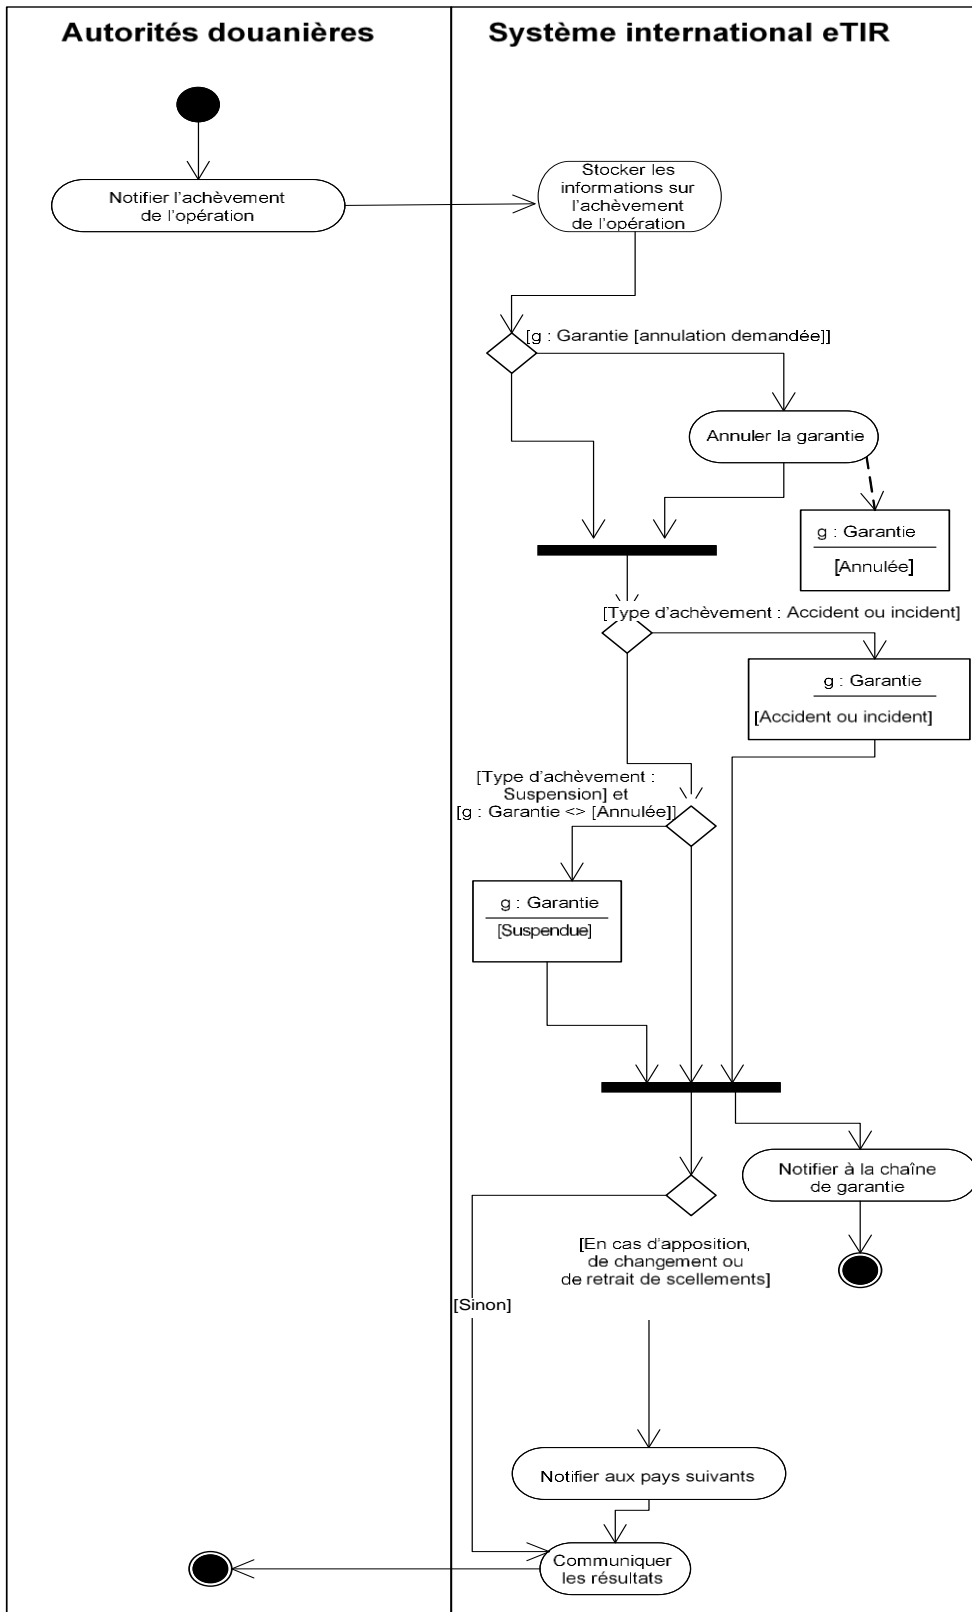 Autorités douanières
Système international eTIR
Notifier l'achèvement
de l'opération
Stocker les
informations sur
l'achèvement
de l'opération
[g : Garantie [annulation demandée]]
Annuler la garantie
g : Garantie
[Annulée]
[Type d'achèvement : Accident ou incident]
g : Garantie
[Accident ou incident]
[Type d'achèvement :
Suspension] et
[g : Garantie <> [Annulée]]
g : Garantie
[Suspendue]
Notifier à la chaîne
de garantie
[En cas d'apposition,
de changement ou
de retrait de scellements]
[Sinon]
Notifier aux pays suivants
Communiquer
les résultats